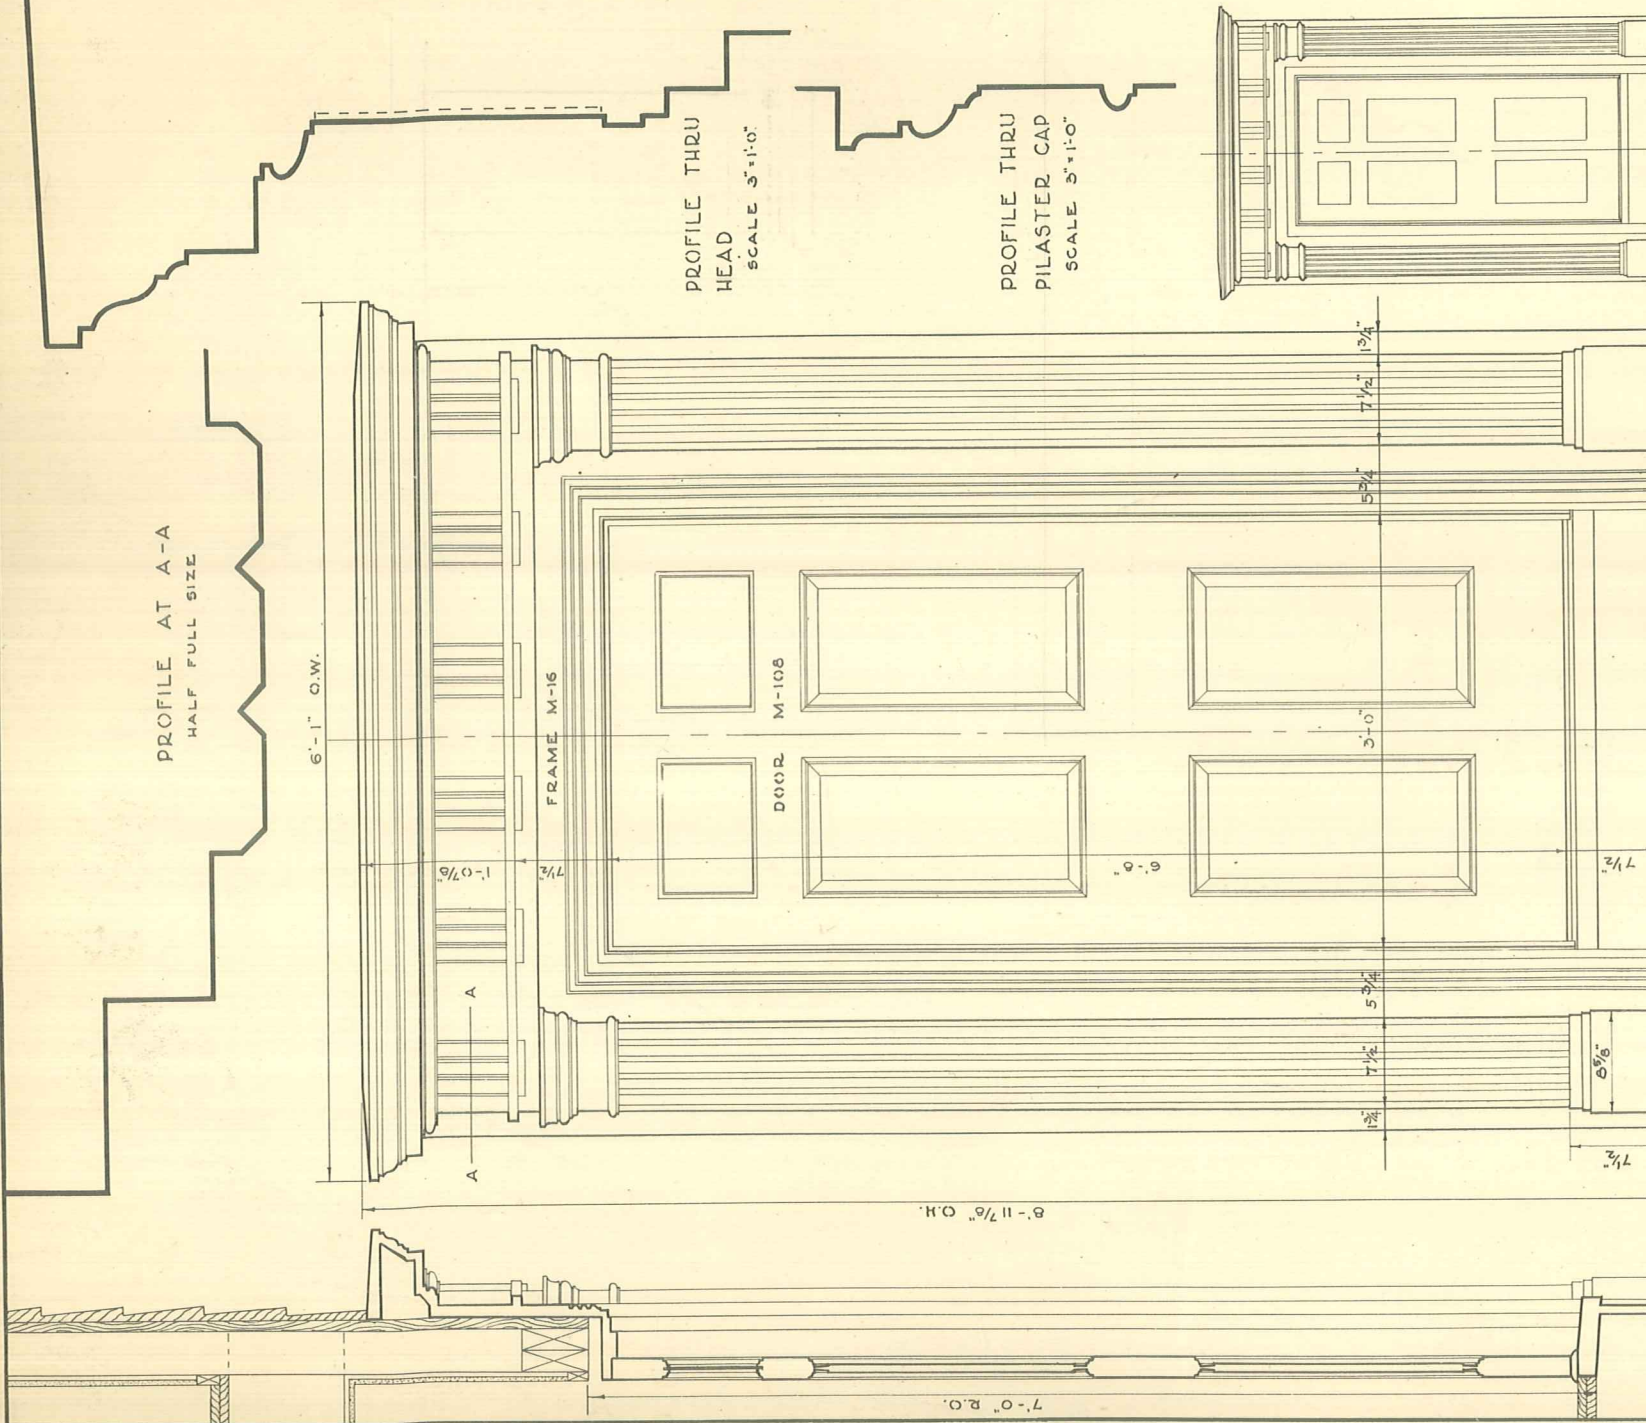 PROFILE THRU
HEAD
SCALE 3"=1'-0"
PROFILE THRU
PILASTER CAP
SCALE 3"=1'-0"
PROFILE AT A-A
HALF FULL SIZE
6'-1" O.W.
FRAME M-16
DOOR M-108
1'-0 7/8"
7 1/2"
6'-8"
7 1/2"
1 3/4"
7 1/2"
5 3/4"
3'-0"
5 3/4"
7 1/2"
1 3/4"
8 5/8"
7 1/2"
A
A
8'-11 7/8" O.H.
7'-0" R.O.